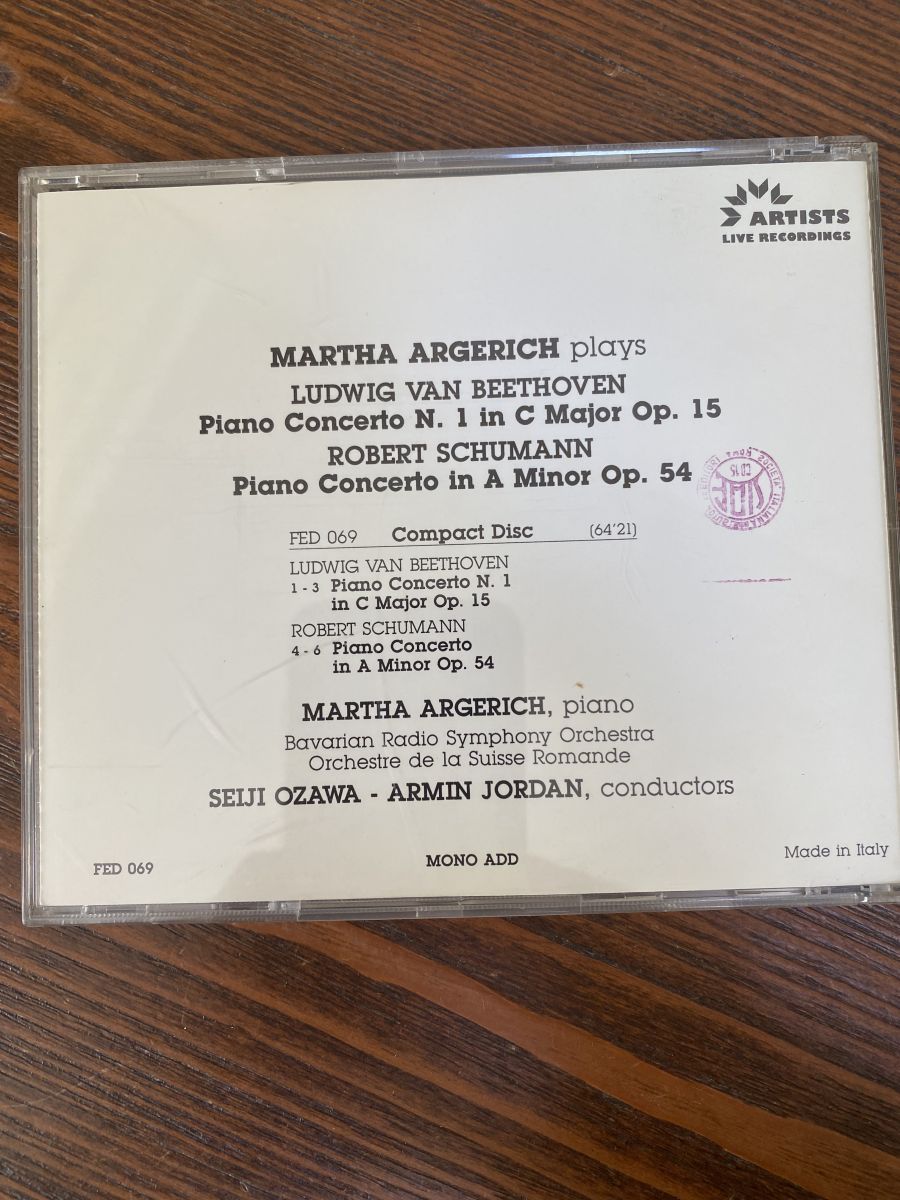 ARTISTS
LIVE RECORDINGS
MARTHA ARGERICH plays
LUDWIG VAN BEETHOVEN
Piano Concerto N. 1 in C Major Op. 15
ROBERT SCHUMANN
Piano Concerto in A Minor Op. 54
SIAE
SOCIETA' ITALIANA
CD 15
FED 069 Compact Disc (64'21)
LUDWIG VAN BEETHOVEN
1 - 3 Piano Concerto N. 1
in C Major Op. 15
ROBERT SCHUMANN
4 - 6 Piano Concerto
in A Minor Op. 54
MARTHA ARGERICH, piano
Bavarian Radio Symphony Orchestra
Orchestre de la Suisse Romande
SEIJI OZAWA - ARMIN JORDAN, conductors
FED 069
MONO ADD
Made in Italy